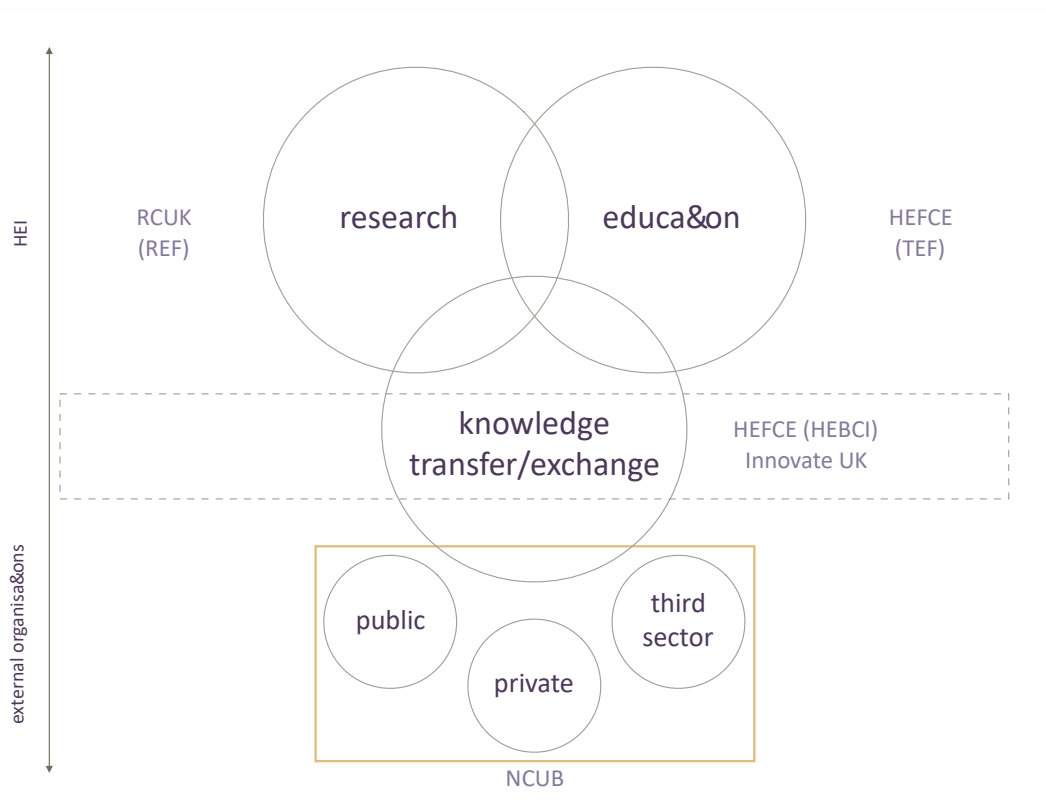 HEI
RCUK
(REF)
research
educa&on
HEFCE
(TEF)
knowledge
transfer/exchange
HEFCE (HEBCI)
Innovate UK
external organisa&ons
public
private
third
sector
NCUB